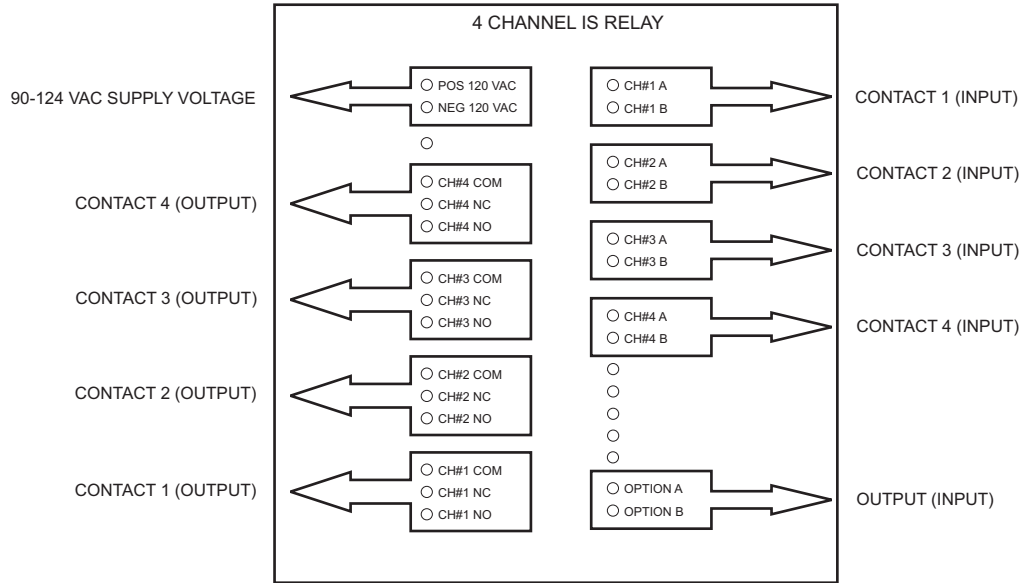 4 CHANNEL IS RELAY
90-124 VAC SUPPLY VOLTAGE
POS 120 VAC
NEG 120 VAC
CONTACT 4 (OUTPUT)
CH#4 COM
CH#4 NC
CH#4 NO
CONTACT 3 (OUTPUT)
CH#3 COM
CH#3 NC
CH#3 NO
CONTACT 2 (OUTPUT)
CH#2 COM
CH#2 NC
CH#2 NO
CONTACT 1 (OUTPUT)
CH#1 COM
CH#1 NC
CH#1 NO
CH#1 A
CH#1 B
CONTACT 1 (INPUT)
CH#2 A
CH#2 B
CONTACT 2 (INPUT)
CH#3 A
CH#3 B
CONTACT 3 (INPUT)
CH#4 A
CH#4 B
CONTACT 4 (INPUT)
OPTION A
OPTION B
OUTPUT (INPUT)